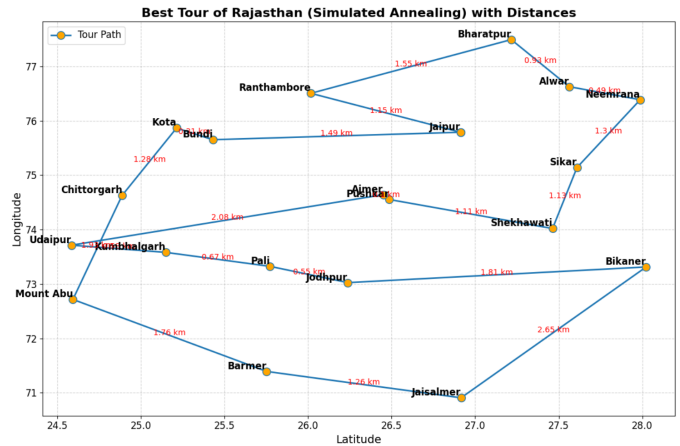 Best Tour of Rajasthan (Simulated Annealing) with Distances
Tour Path
Bharatpur
0.93 km
Alwar
0.49 km
Neemrana
1.55 km
Ranthambore
1.15 km
Jaipur
1.3 km
Kota
Bundi
1.49 km
1.28 km
Sikar
1.13 km
Chittorgarh
Ajmer
Pushkar
1.11 km
Shekhawati
2.08 km
Udaipur
Kumbhalgarh
0.67 km
Pali
0.55 km
Jodhpur
1.81 km
Bikaner
Mount Abu
1.76 km
2.65 km
Barmer
1.26 km
Jaisalmer
Longitude
77
76
75
74
73
72
71
24.5 25.0 25.5 26.0 26.5 27.0 27.5 28.0
Latitude